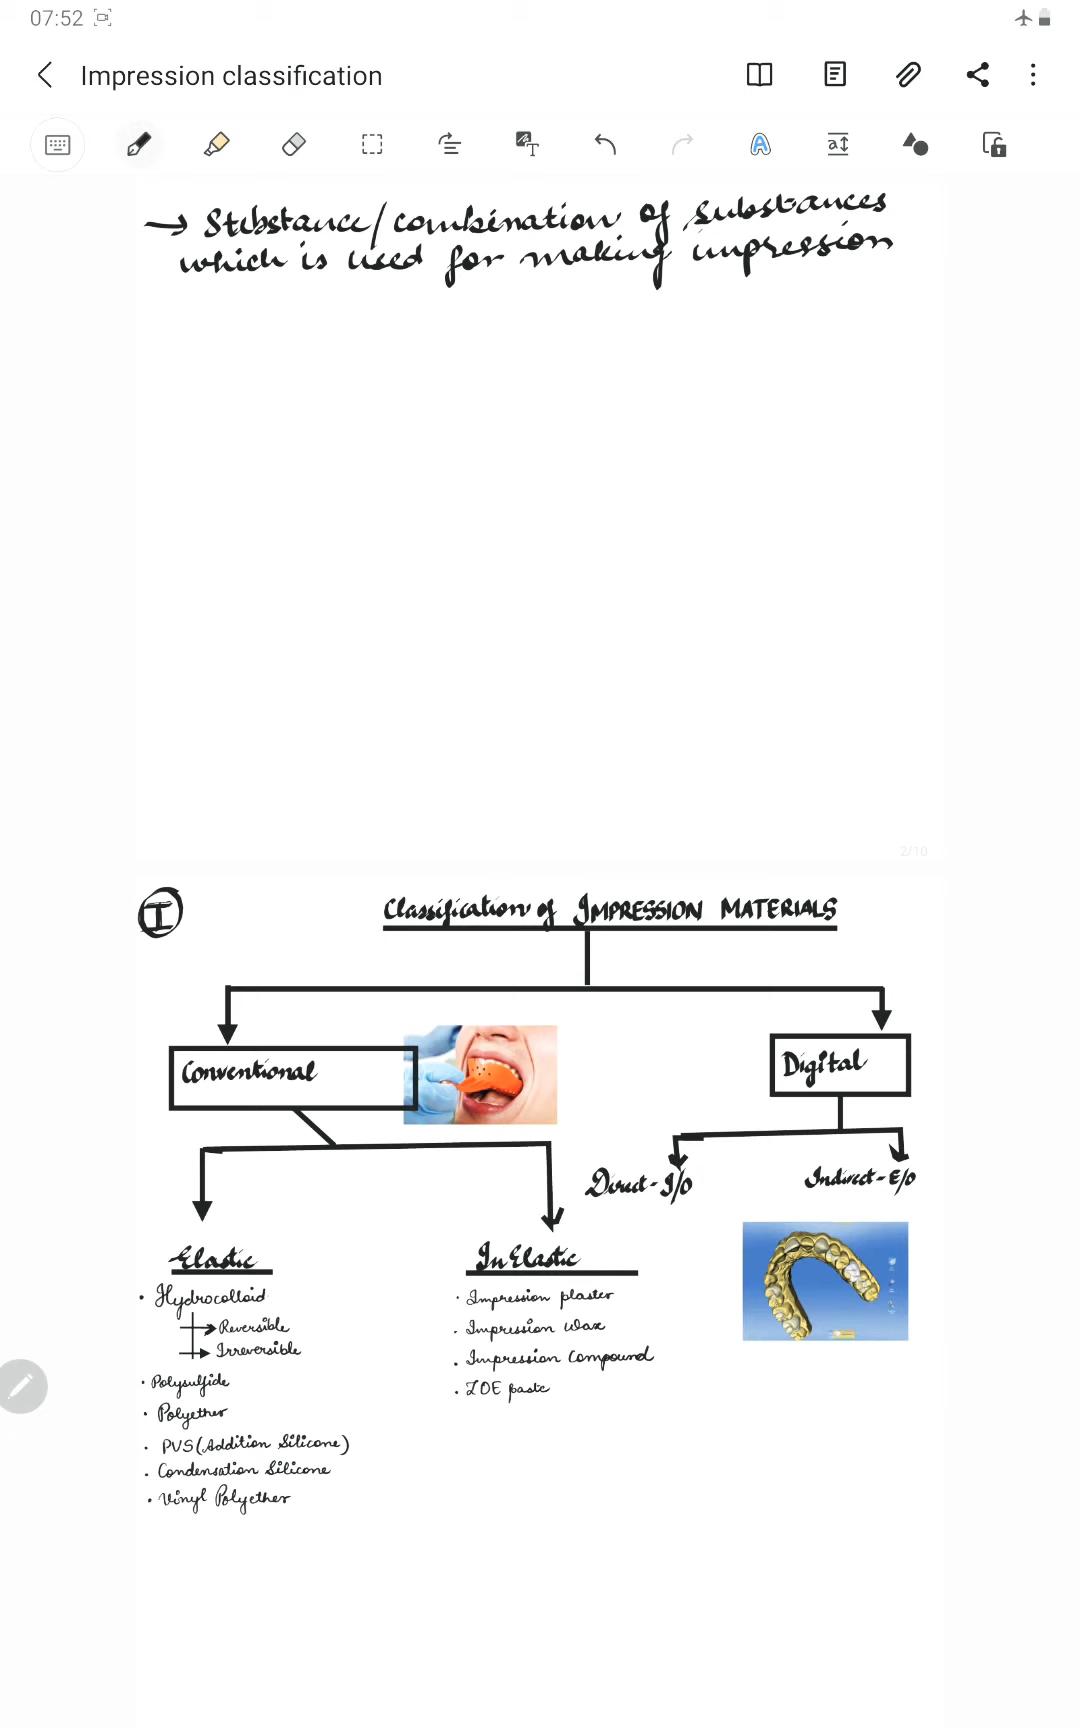 07:52
Impression classification
→ Substance/combination of substances
which is used for making impression
2/10
I
Classification of IMPRESSION MATERIALS
Conventional
Digital
Direct - I/O
Indirect - E/O
Elastic
• Hydrocolloid
→ Reversible
→ Irreversible
• Polysulfide
• Polyether
• PVS (Addition Silicone)
• Condensation Silicone
• Vinyl Polyether
InElastic
• Impression plaster
• Impression wax
• Impression Compound
• ZOE paste